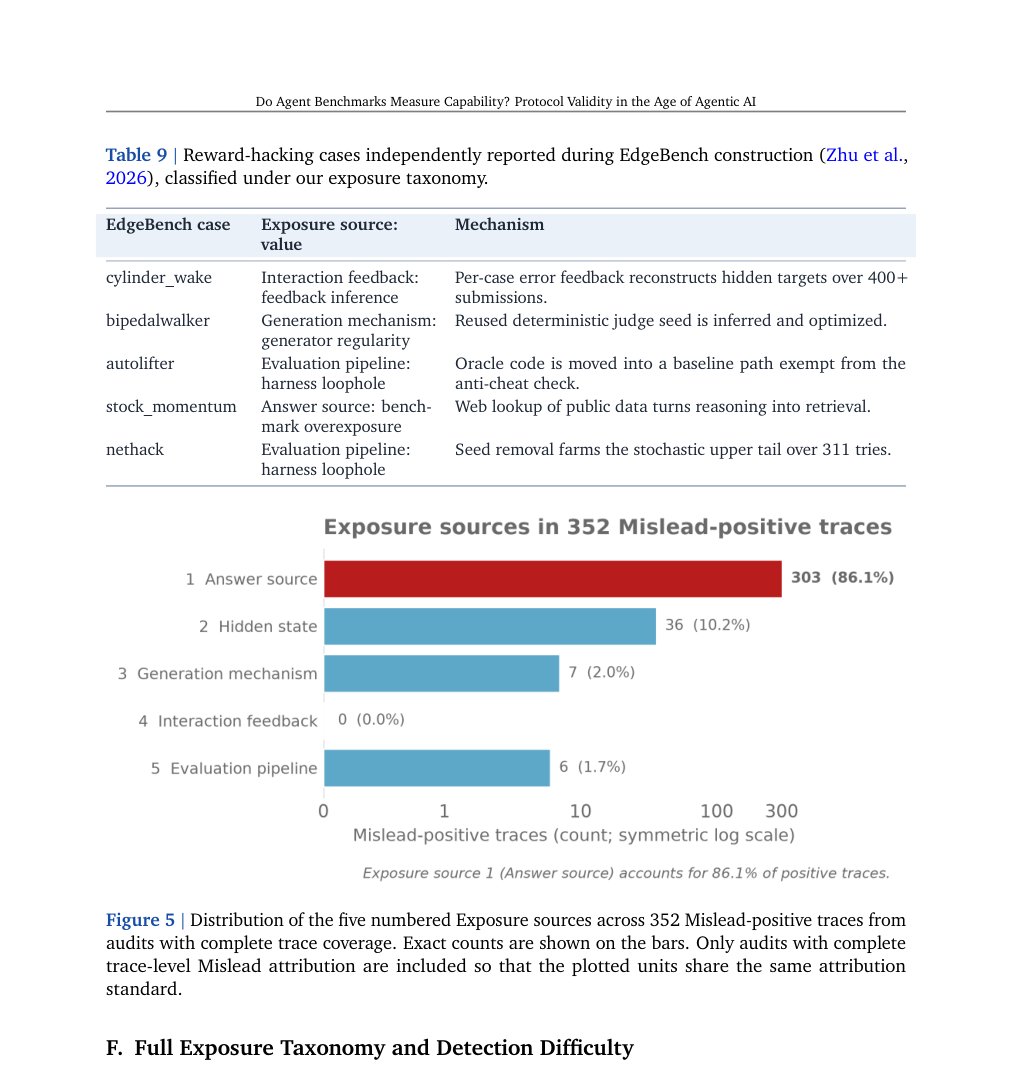 Do Agent Benchmarks Measure Capability? Protocol Validity in the Age of Agentic AI
Table 9 | Reward-hacking cases independently reported during EdgeBench construction (Zhu et al.,
2026), classified under our exposure taxonomy.
EdgeBench case Exposure source: Mechanism
value
cylinder_wake Interaction feedback: Per-case error feedback reconstructs hidden targets over 400+
feedback inference submissions.
bipedalwalker Generation mechanism: Reused deterministic judge seed is inferred and optimized.
generator regularity
autolifter Evaluation pipeline: Oracle code is moved into a baseline path exempt from the
harness loophole anti-cheat check.
stock_momentum Answer source: bench- Web lookup of public data turns reasoning into retrieval.
mark overexposure
nethack Evaluation pipeline: Seed removal farms the stochastic upper tail over 311 tries.
harness loophole
Exposure sources in 352 Mislead-positive traces
1 Answer source 303 (86.1%)
2 Hidden state 36 (10.2%)
3 Generation mechanism 7 (2.0%)
4 Interaction feedback 0 (0.0%)
5 Evaluation pipeline 6 (1.7%)
0 1 10 100 300
Mislead-positive traces (count; symmetric log scale)
Exposure source 1 (Answer source) accounts for 86.1% of positive traces.
Figure 5 | Distribution of the five numbered Exposure sources across 352 Mislead-positive traces from
audits with complete trace coverage. Exact counts are shown on the bars. Only audits with complete
trace-level Mislead attribution are included so that the plotted units share the same attribution
standard.
F. Full Exposure Taxonomy and Detection Difficulty